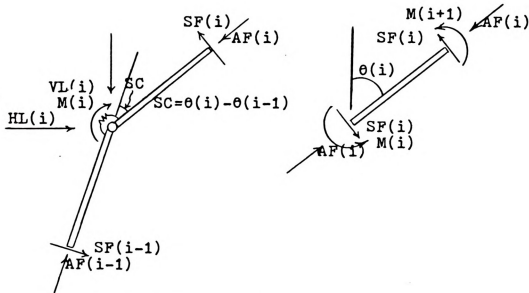 SF(i)
AF(i)
VL(i)
SC
M(i)
SC=θ(i)-θ(i-1)
HL(i)
SF(i-1)
AF(i-1)
M(i+1)
AF(i)
SF(i)
θ(i)
SF(i)
AF(i)
M(i)